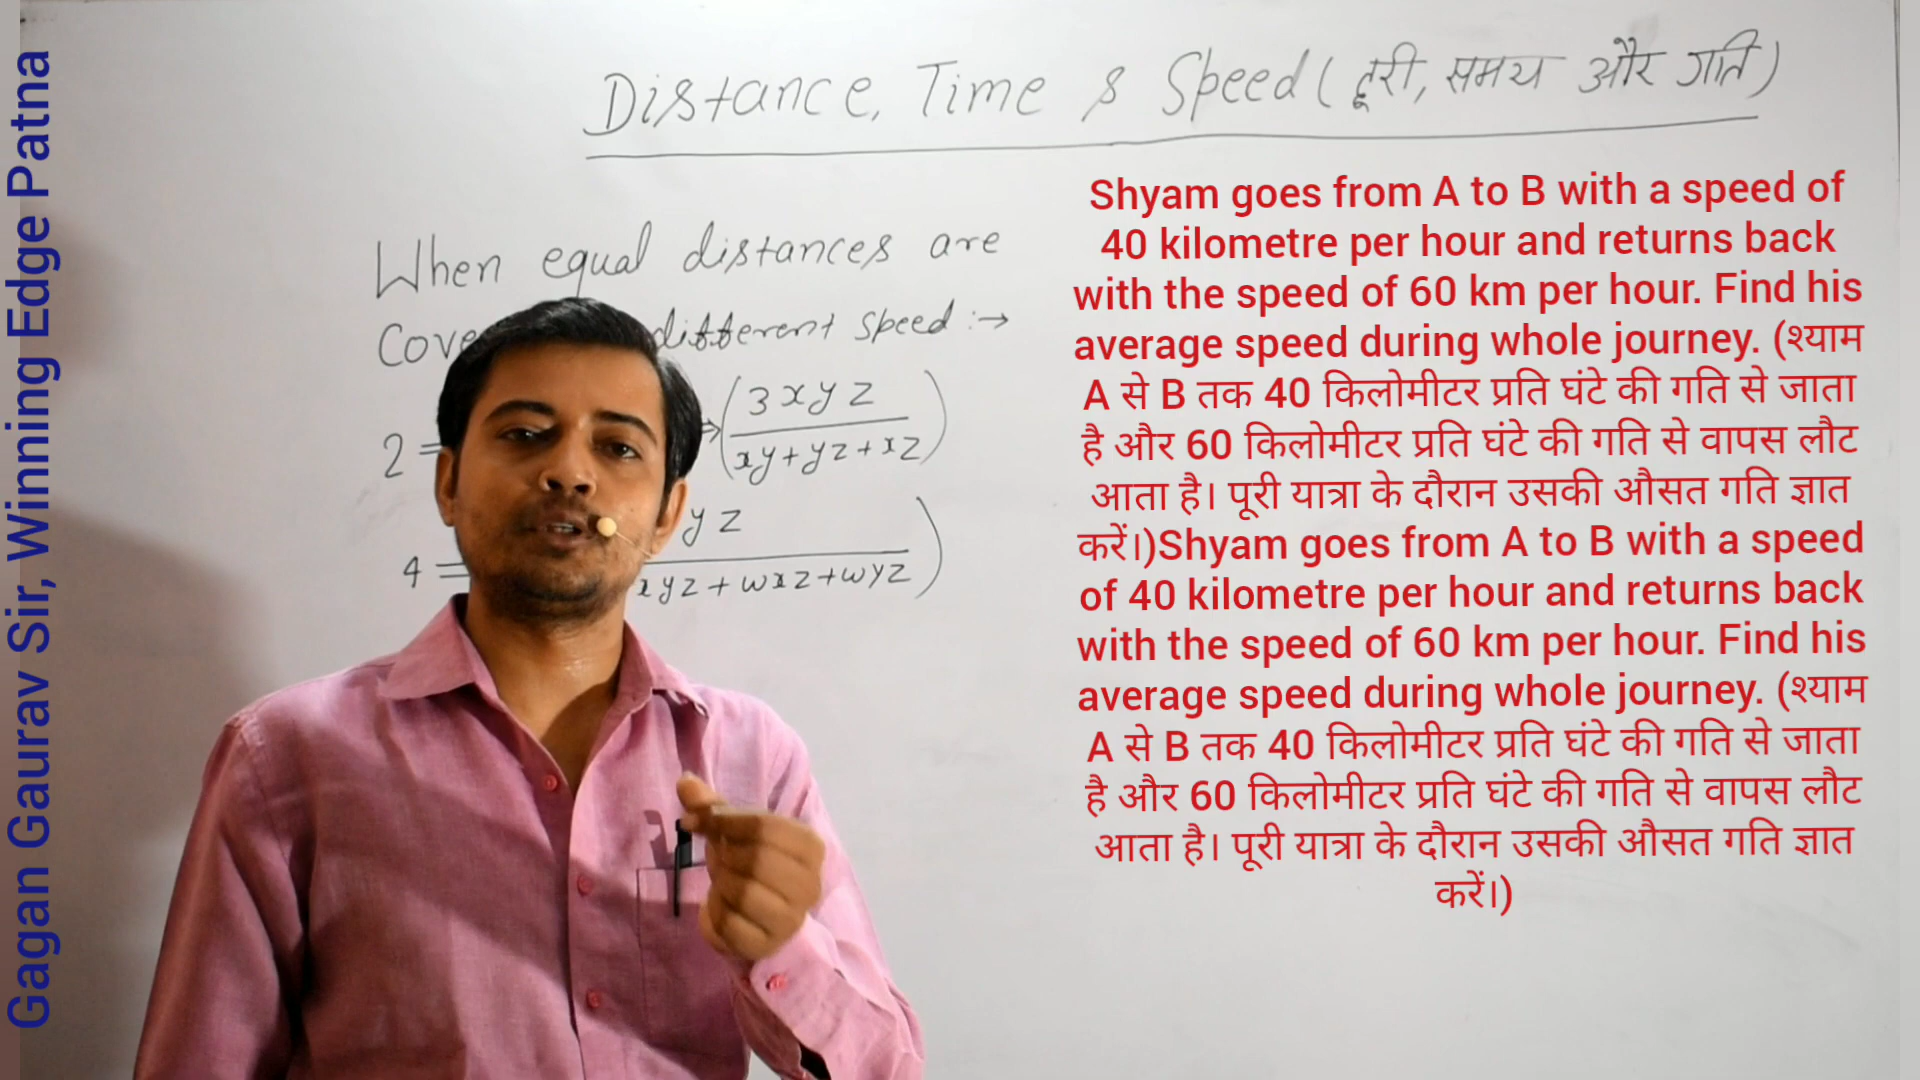 Gagan Gaurav Sir, Winning Edge Patna
Distance, Time & Speed (दूरी, समय और गति)
When equal distances are
Cove different Speed :→
2 = ⇒ (3xyz / xy+yz+xz)
4 = yz / xyz + wxz + wyz)
Shyam goes from A to B with a speed of
40 kilometre per hour and returns back
with the speed of 60 km per hour. Find his
average speed during whole journey. (श्याम
A से B तक 40 किलोमीटर प्रति घंटे की गति से जाता
है और 60 किलोमीटर प्रति घंटे की गति से वापस लौट
आता है। पूरी यात्रा के दौरान उसकी औसत गति ज्ञात
करें।)Shyam goes from A to B with a speed
of 40 kilometre per hour and returns back
with the speed of 60 km per hour. Find his
average speed during whole journey. (श्याम
A से B तक 40 किलोमीटर प्रति घंटे की गति से जाता
है और 60 किलोमीटर प्रति घंटे की गति से वापस लौट
आता है। पूरी यात्रा के दौरान उसकी औसत गति ज्ञात
करें।)